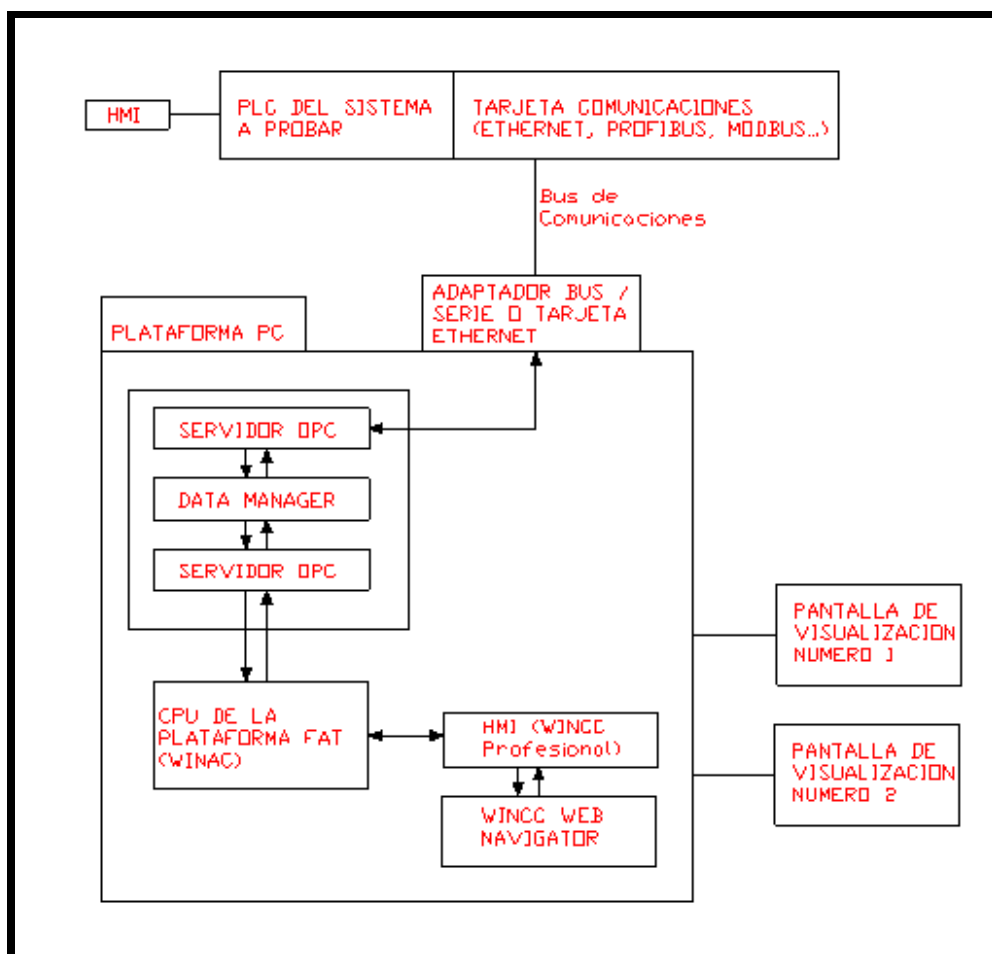 HMI
PLC DEL SISTEMA
A PROBAR
TARJETA COMUNICACIONES
(ETHERNET, PROFIBUS, MODBUS...)
Bus de
Comunicaciones
ADAPTADOR BUS /
SERIE O TARJETA
ETHERNET
PLATAFORMA PC
SERVIDOR OPC
DATA MANAGER
SERVIDOR OPC
CPU DE LA
PLATAFORMA FAT
(WINAC)
HMI (WINCC
Profesional)
WINCC WEB
NAVIGATOR
PANTALLA DE
VISUALIZACION
NUMERO 1
PANTALLA DE
VISUALIZACION
NUMERO 2